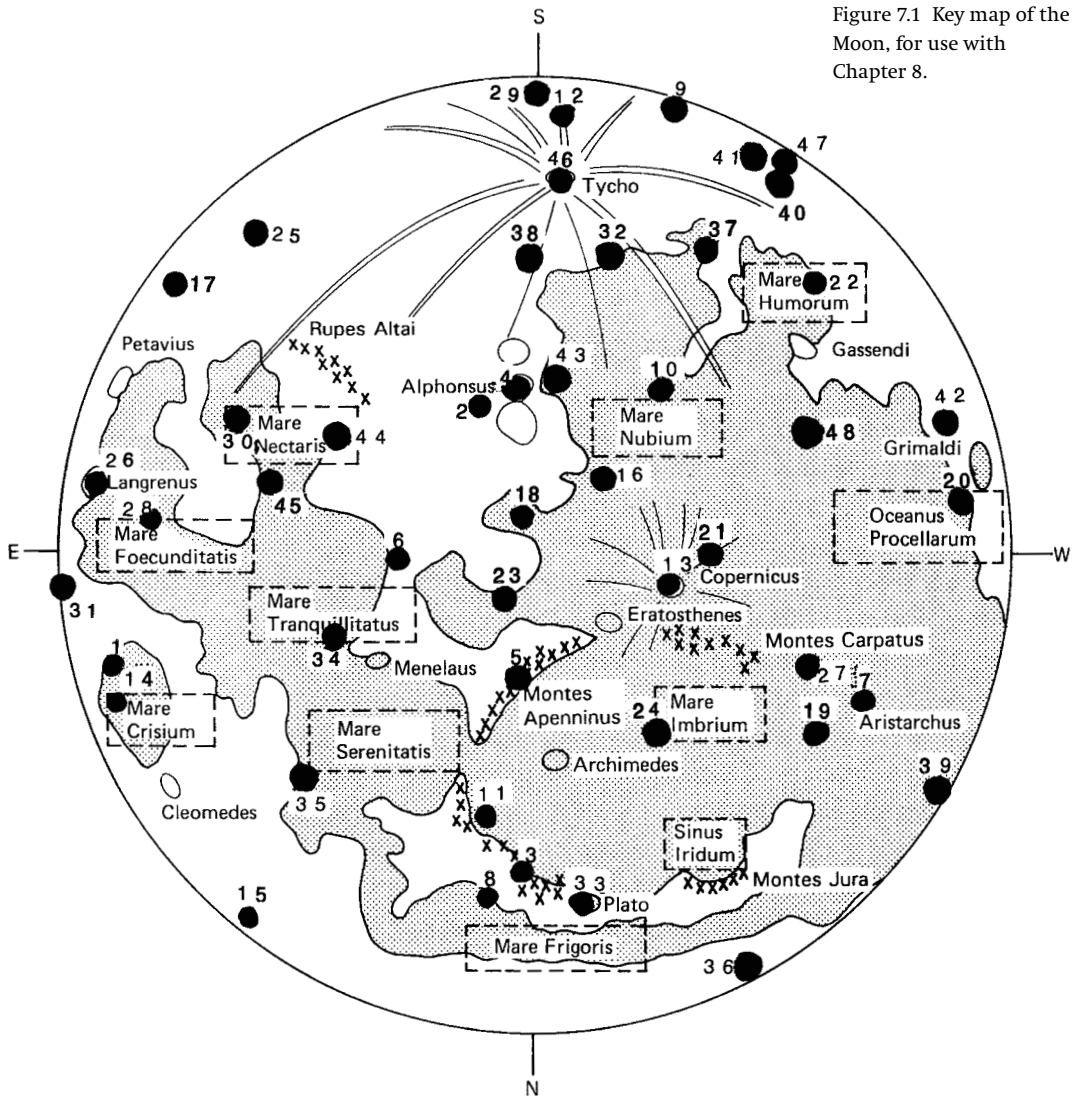 Figure 7.1 Key map of the
Moon, for use with
Chapter 8.
S
29
12
9
41
47
46
Tycho
40
25
38
32
37
17
Mare
Humorum
22
Rupes Altai
Petavius
Gassendi
43
10
Alphonsus
4
2
Mare
Nubium
42
30
Mare
Nectaris
44
48
Grimaldi
26
Langrenus
45
16
20
28
18
Oceanus
Procellarum
Mare
Foecunditatis
E
6
21
W
13
Copernicus
31
23
Mare
Tranquillitatus
Eratosthenes
34
Montes Carpatus
1
Menelaus
5
27
7
14
Mare
Crisium
Montes
Apenninus
24
Mare
Imbrium
19
Aristarchus
Mare
Serenitatis
Archimedes
39
35
Cleomedes
11
Sinus
Iridum
3
8
33
Plato
Montes Jura
15
Mare Frigoris
36
N